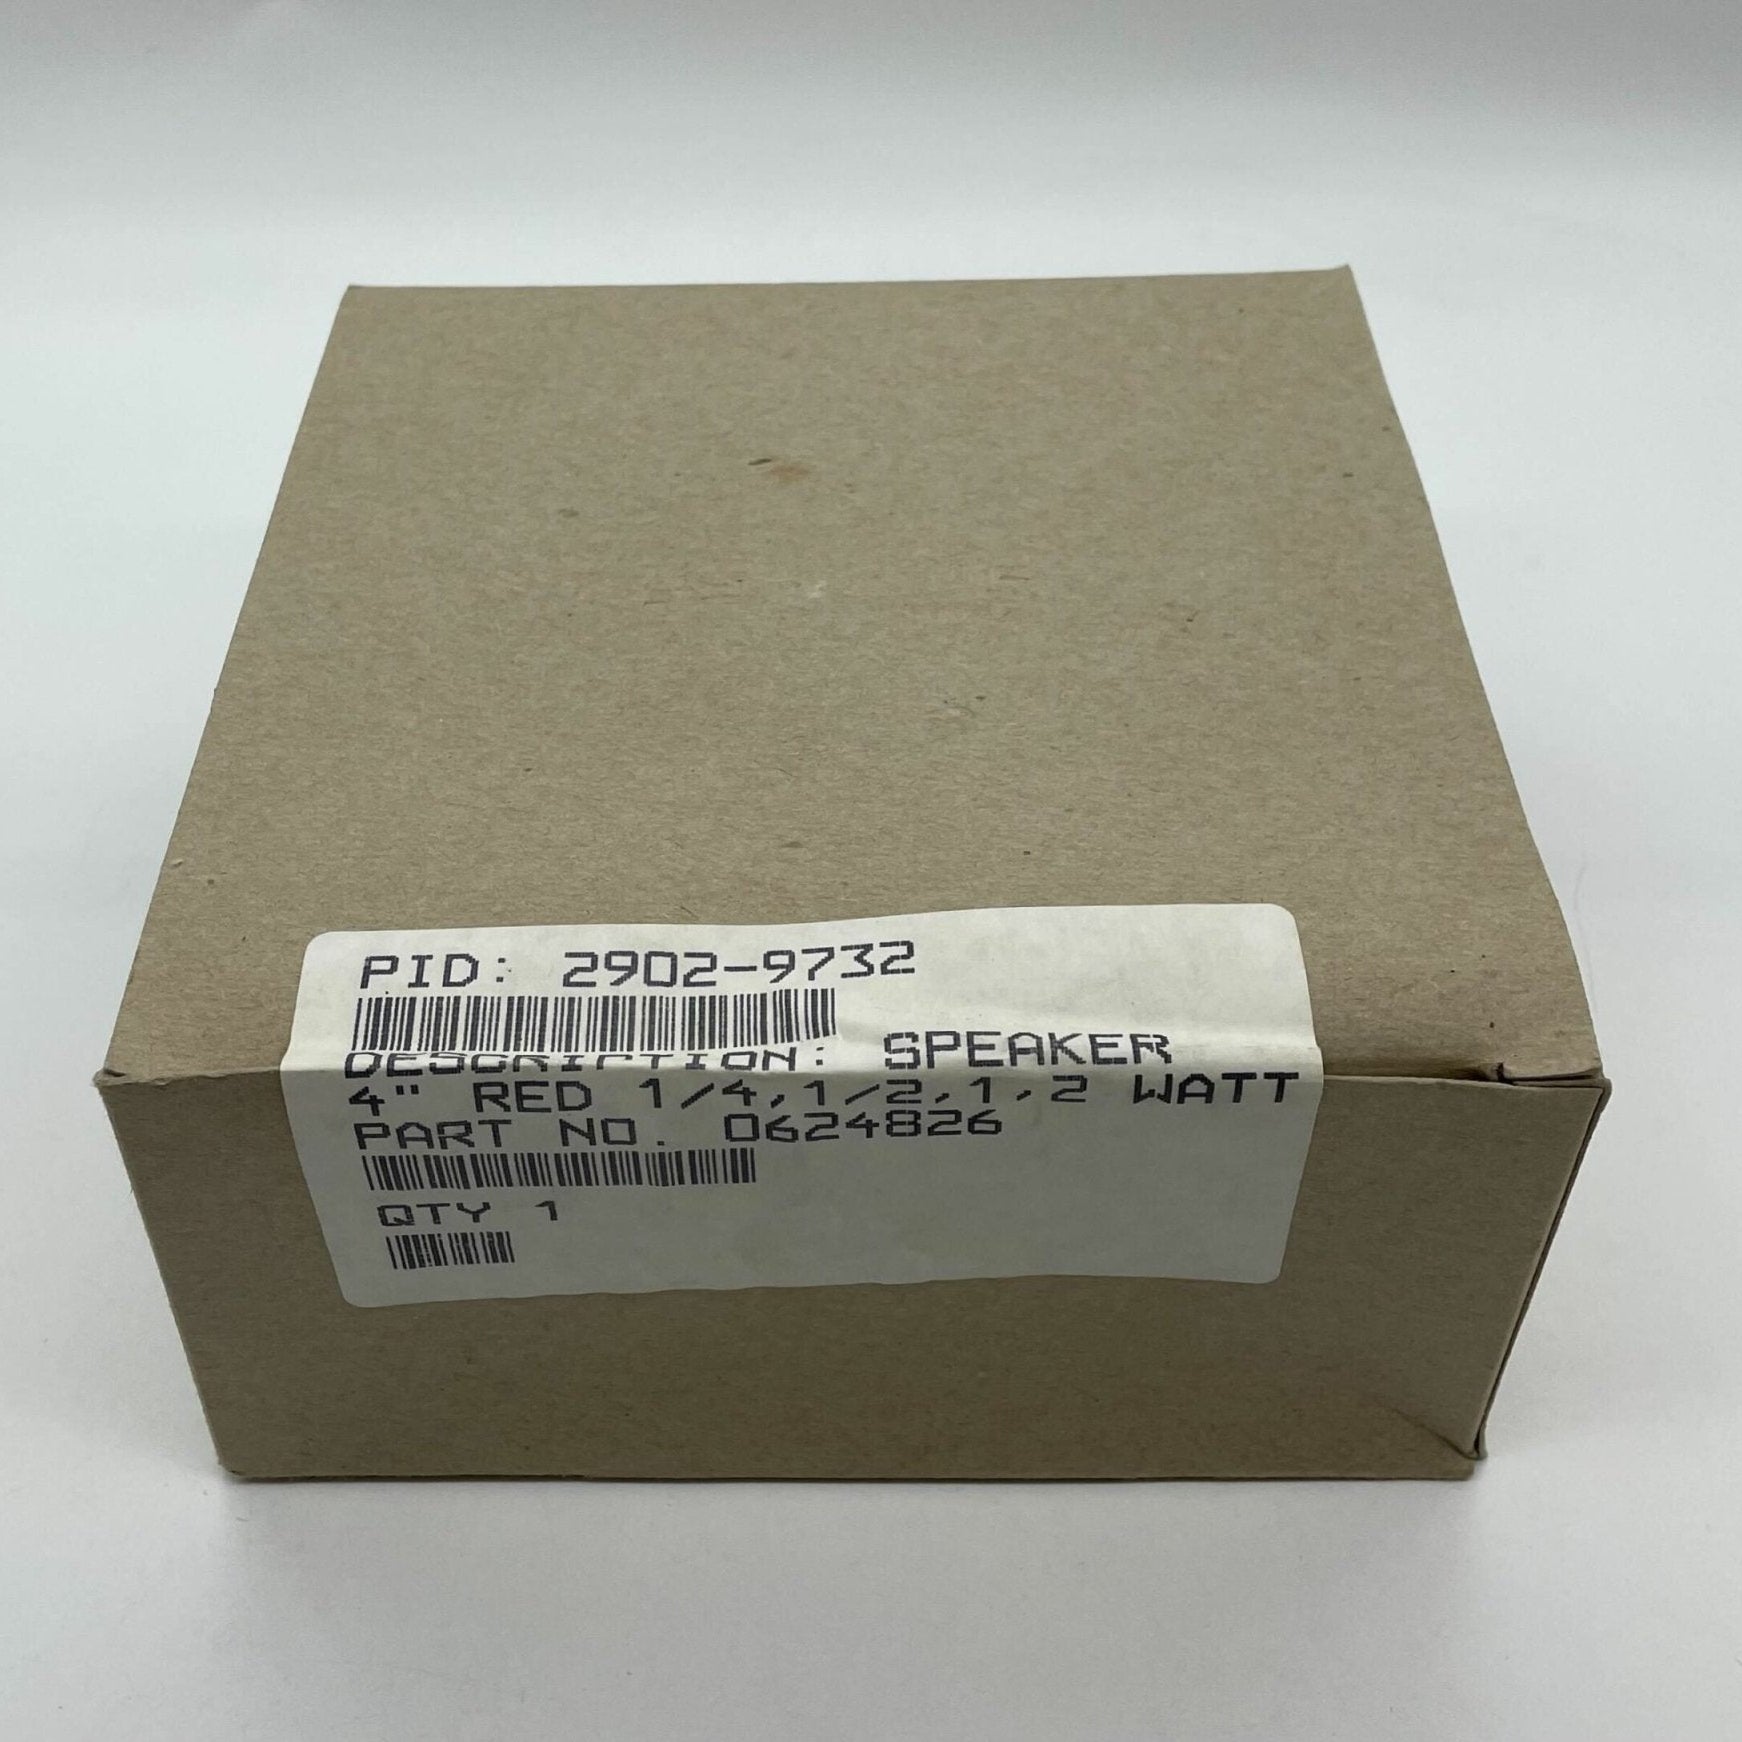 PID: 2902-9732
DESCRIPTION: SPEAKER
4" RED 1/4,1/2,1,2 WATT
PART NO. 0624826
QTY 1